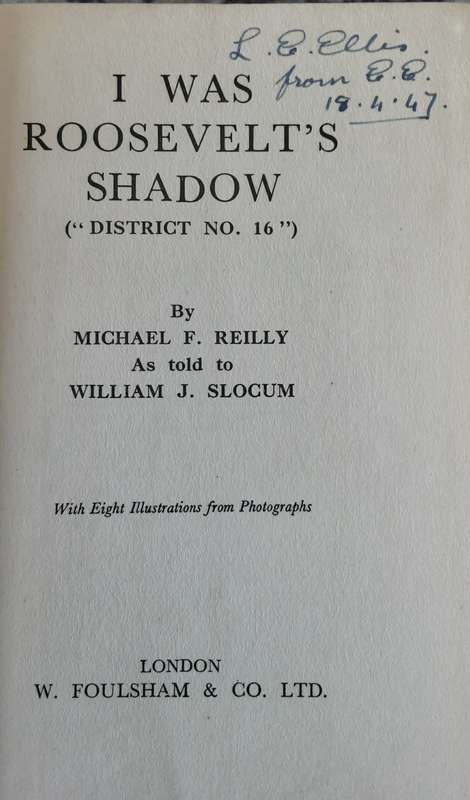 L. E. Ellis.
from E.E.
18.4.47.
I WAS
ROOSEVELT'S
SHADOW
(“DISTRICT NO. 16”)
By
MICHAEL F. REILLY
As told to
WILLIAM J. SLOCUM
With Eight Illustrations from Photographs
LONDON
W. FOULSHAM & CO. LTD.